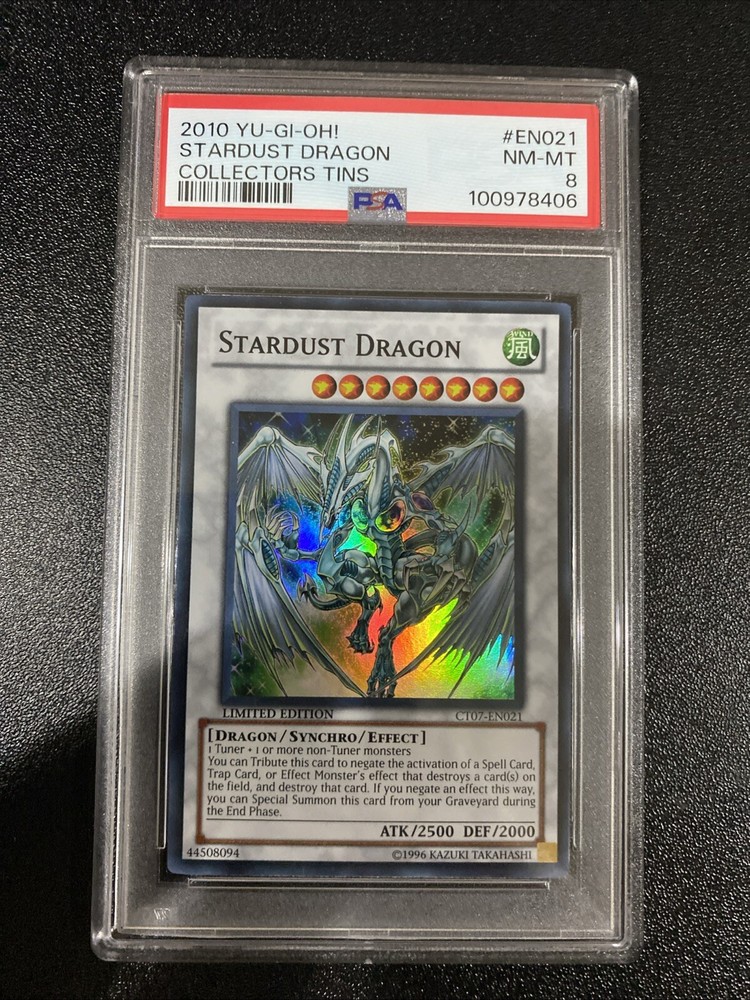 2010 YU-GI-OH! #EN021
STARDUST DRAGON NM-MT
COLLECTORS TINS 8
PSA 100978406
STARDUST DRAGON
WIND
風
LIMITED EDITION CT07-EN021
[DRAGON/SYNCHRO/EFFECT]
1 Tuner + 1 or more non-Tuner monsters
You can Tribute this card to negate the activation of a Spell Card,
Trap Card, or Effect Monster's effect that destroys a card(s) on
the field, and destroy that card. If you negate an effect this way,
you can Special Summon this card from your Graveyard during
the End Phase.
ATK/2500 DEF/2000
44508094 ©1996 KAZUKI TAKAHASHI